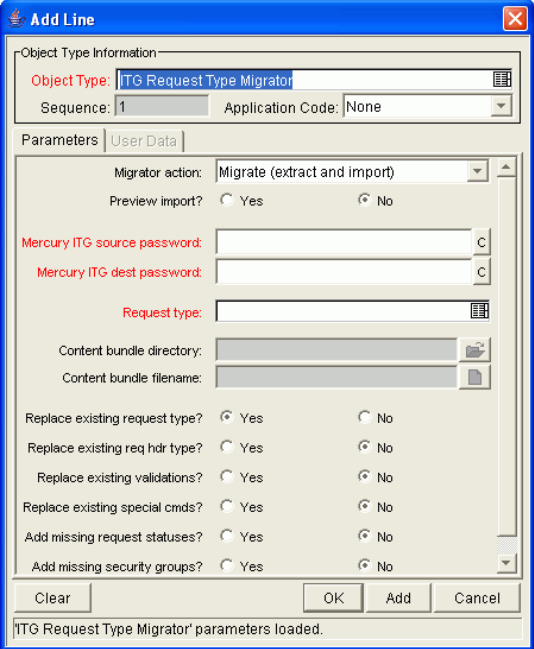 Add Line
Object Type Information
Object Type: ITG Request Type Migrator
Sequence: 1 Application Code: None
Parameters User Data
Migrator action: Migrate (extract and import)
Preview import? Yes No
Mercury ITG source password: C
Mercury ITG dest password: C
Request type:
Content bundle directory:
Content bundle filename:
Replace existing request type? Yes No
Replace existing req hdr type? Yes No
Replace existing validations? Yes No
Replace existing special cmds? Yes No
Add missing request statuses? Yes No
Add missing security groups? Yes No
Clear OK Add Cancel
'ITG Request Type Migrator' parameters loaded.